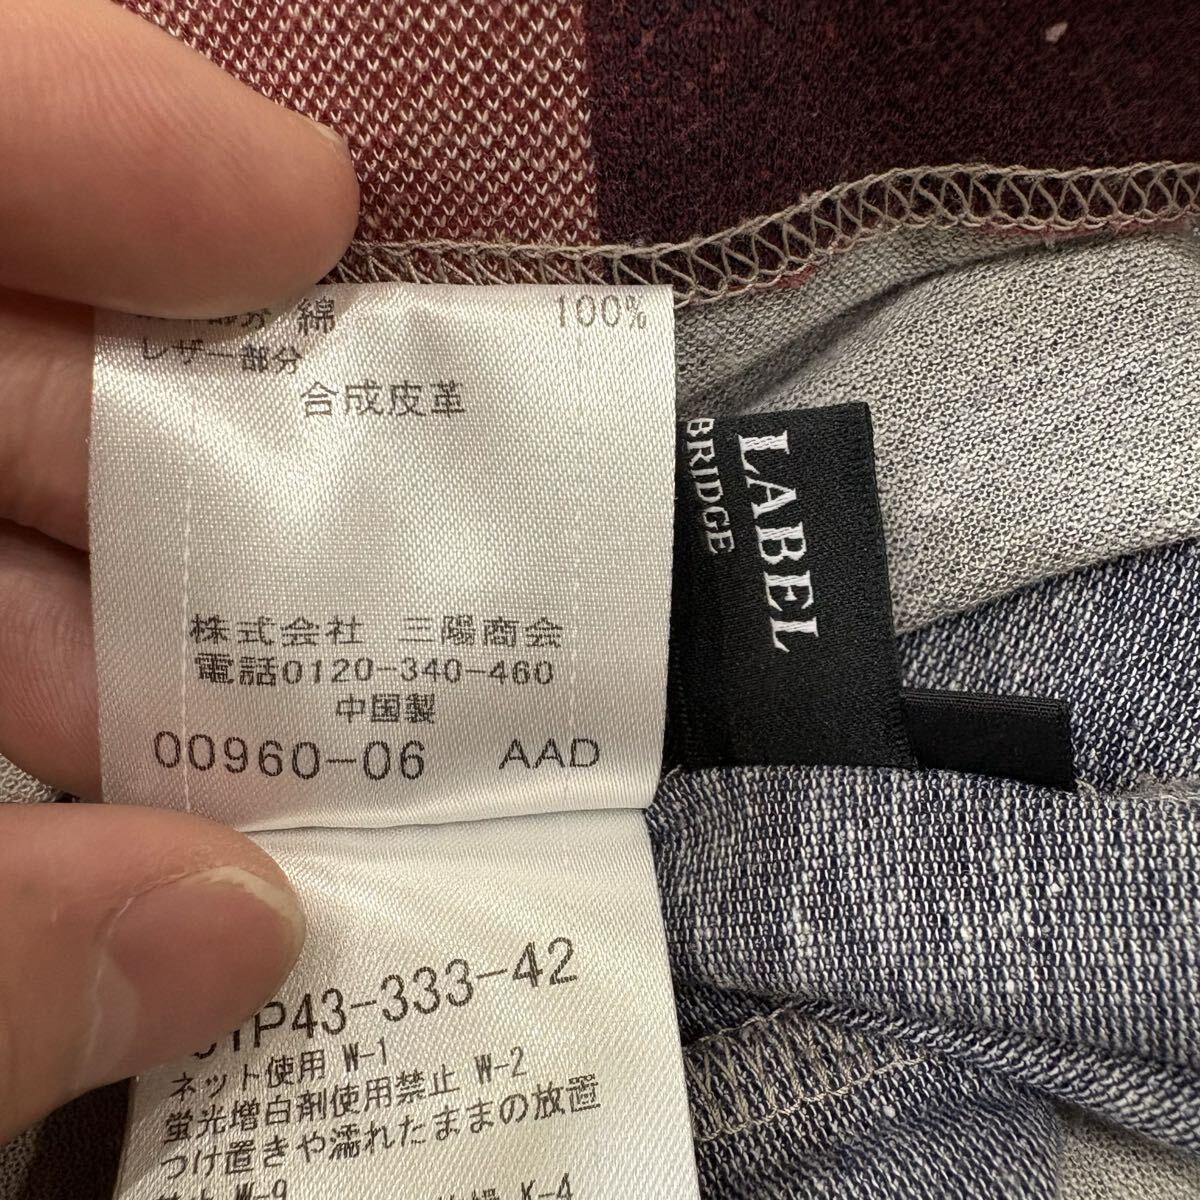 綿 100%
レザー部分
合成皮革
株式会社 三陽商会
電話0120-340-460
中国製
00960-06 AAD
LABEL
BRIDGE
P43-333-42
ネット使用 W-1
蛍光増白剤使用禁止 W-2
つけ置きや濡れたままの放置
W-9 K-4